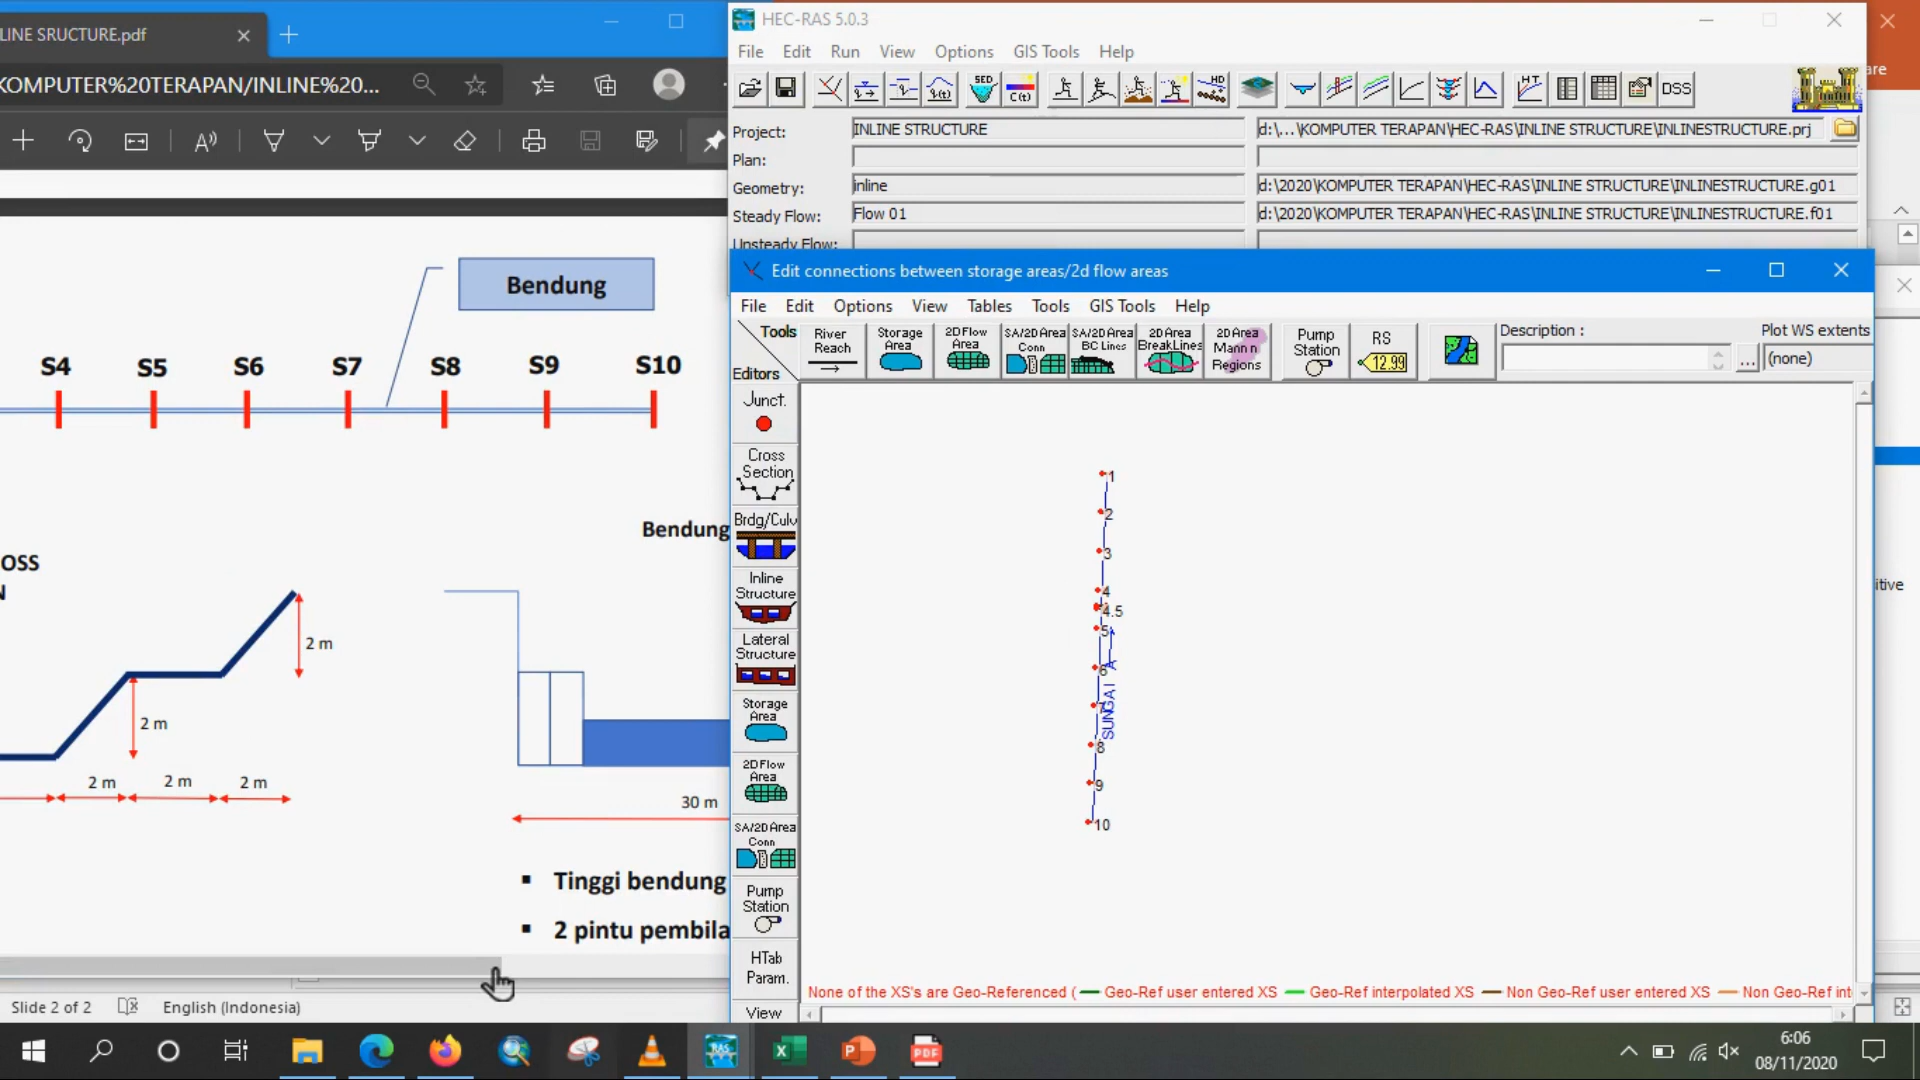 LINE SRUCTURE.pdf
KOMPUTER%20TERAPAN/INLINE%20...
Bendung
S4 S5 S6 S7 S8 S9 S10
Bendung
OSS
N
2 m
2 m
2 m 2 m 2 m
30 m
Tinggi bendung
2 pintu pembila
Slide 2 of 2
English (Indonesia)
HEC-RAS 5.0.3
File Edit Run View Options GIS Tools Help
SED
C(t)
HD
HT
DSS
Project: INLINE STRUCTURE d:\...\KOMPUTER TERAPAN\HEC-RAS\INLINE STRUCTURE\INLINESTRUCTURE.prj
Plan:
Geometry: inline d:\2020\KOMPUTER TERAPAN\HEC-RAS\INLINE STRUCTURE\INLINESTRUCTURE.g01
Steady Flow: Flow 01 d:\2020\KOMPUTER TERAPAN\HEC-RAS\INLINE STRUCTURE\INLINESTRUCTURE.f01
Unsteady Flow:
Edit connections between storage areas/2d flow areas
File Edit Options View Tables Tools GIS Tools Help
Tools
Editors
River
Reach
Storage
Area
2D Flow
Area
SA/2D Area
Conn
SA/2D Area
BC Lines
2D Area
BreakLines
2D Area
Mann n
Regions
Pump
Station
RS
12.99
Description :
...
Plot WS extents
(none)
Junct.
Cross
Section
Brdg/Culv
Inline
Structure
Lateral
Structure
Storage
Area
2D Flow
Area
SA/2D Area
Conn
Pump
Station
HTab
Param.
View
1
2
3
4
4.5
5
6
7
8
9
10
SUNGAI A
None of the XS's are Geo-Referenced ( Geo-Ref user entered XS Geo-Ref interpolated XS Non Geo-Ref user entered XS Non Geo-Ref int
are
itive
6:06
08/11/2020